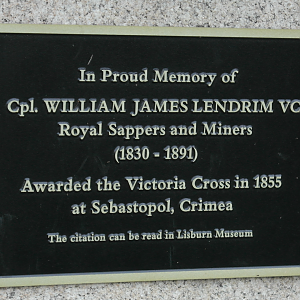 In Proud Memory of
Cpl. WILLIAM JAMES LENDRIM VC
Royal Sappers and Miners
(1830 - 1891)
Awarded the Victoria Cross in 1855
at Sebastopol, Crimea
The citation can be read in Lisburn Museum